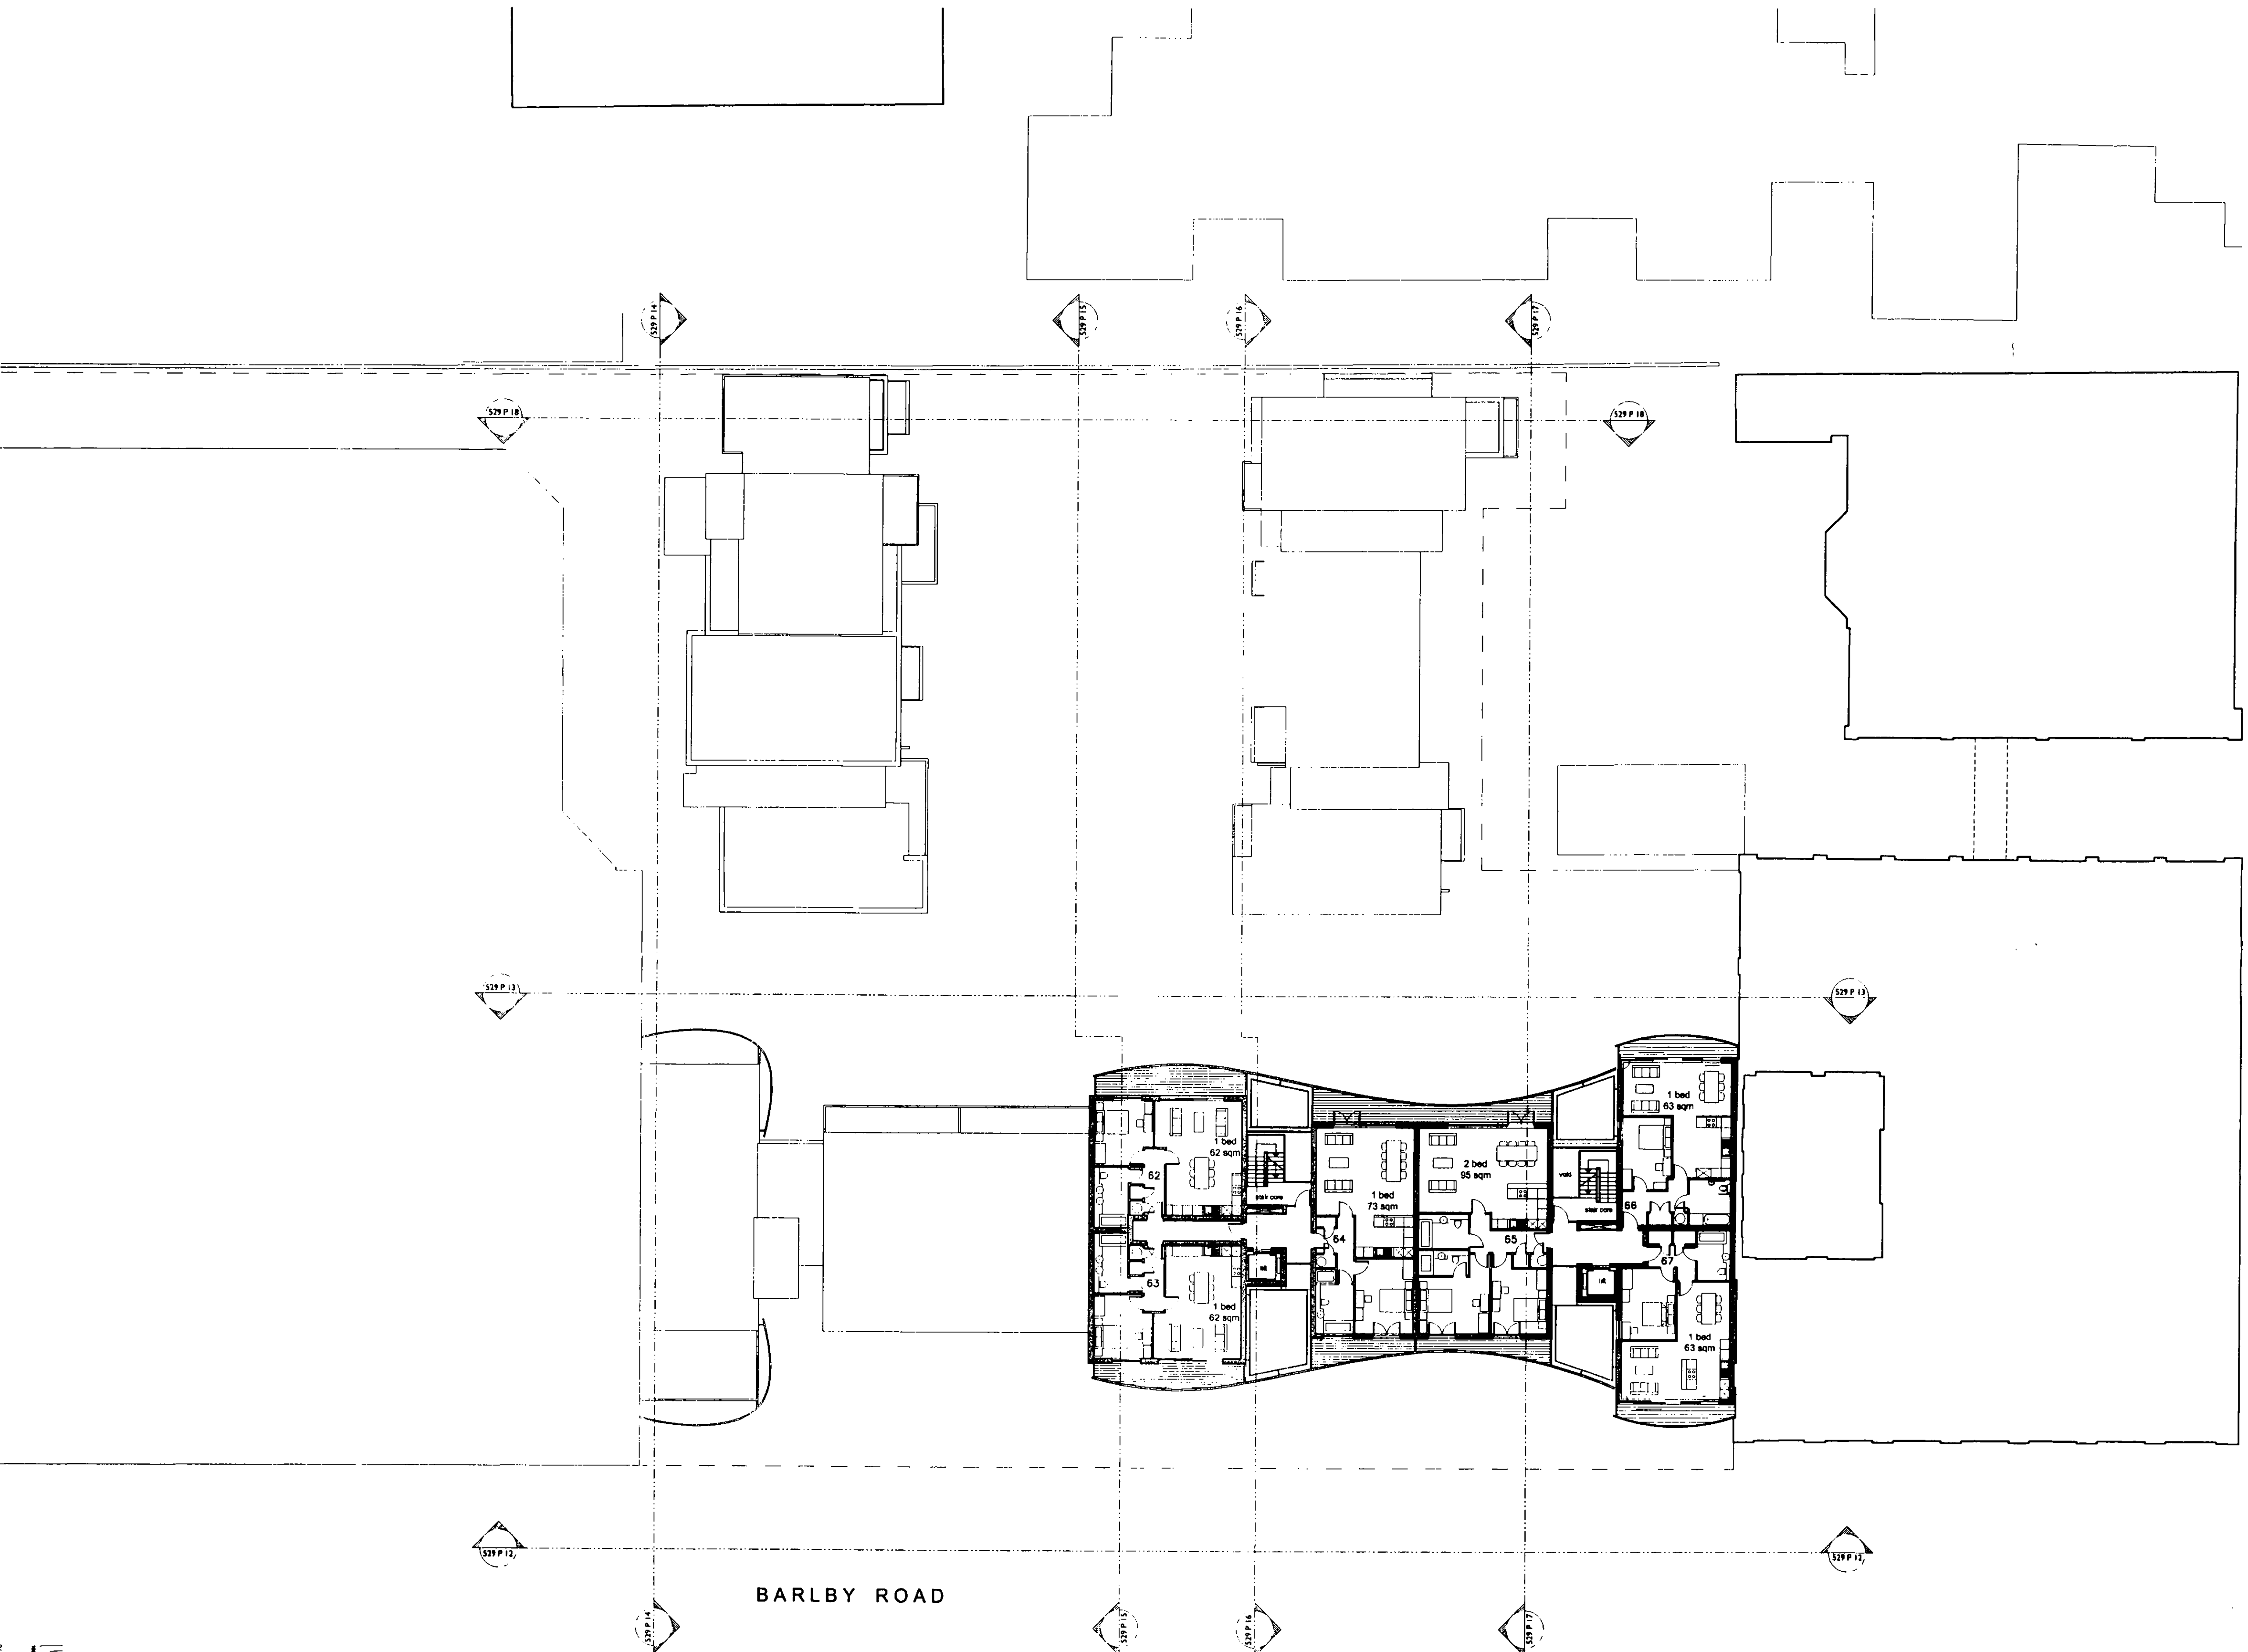 529 P 14
529 P 15
529 P 16
529 P 17
529 P 18
529 P 18
529 P 13
529 P 13
1 bed
63 sqm
1 bed
62 sqm
2 bed
95 sqm
void
62
stair core
1 bed
73 sqm
stair core
66
64
65
67
lift
lift
63
1 bed
62 sqm
1 bed
63 sqm
529 P 12
529 P 12
BARLBY ROAD
529 P 14
529 P 15
529 P 16
529 P 17